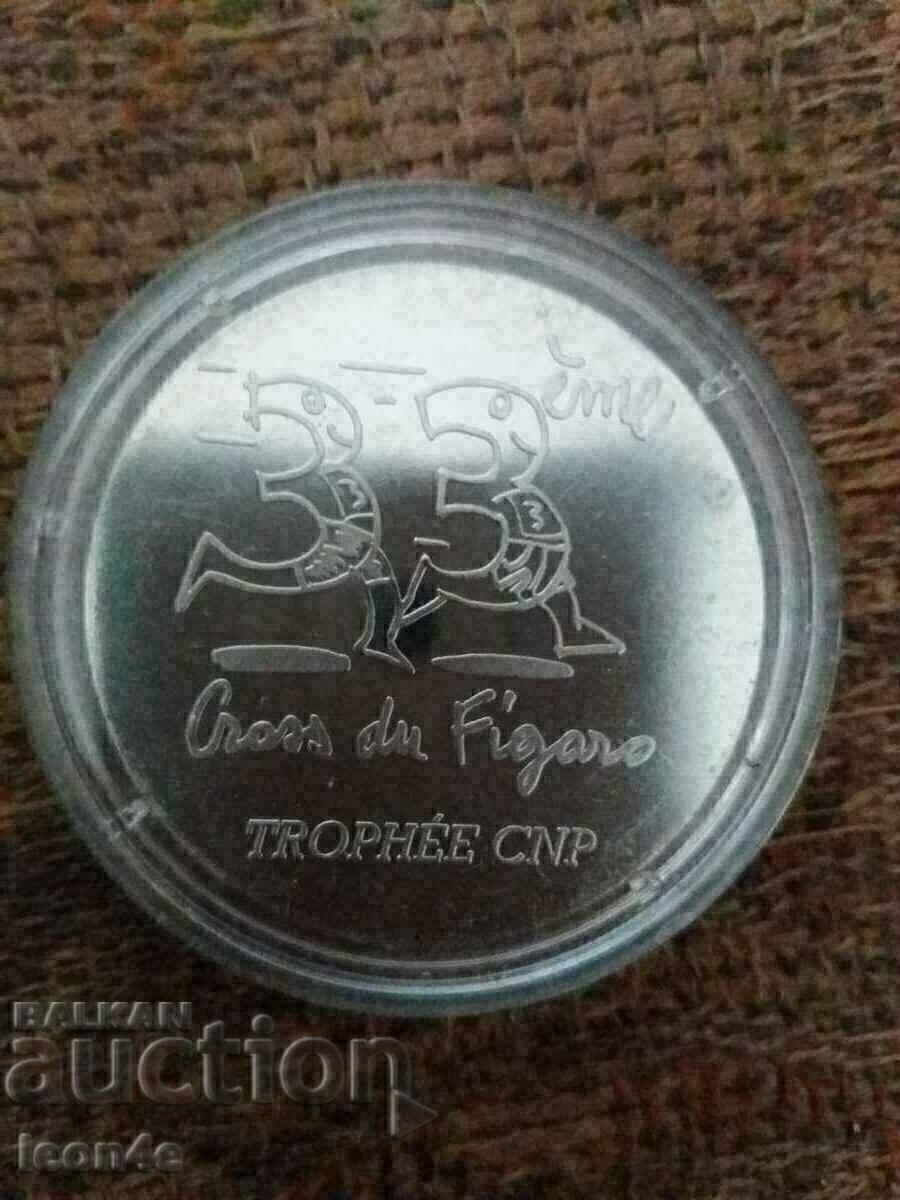 33ème
Cross du Figaro
TROPHÉE CNP
BALKAN
auction
leon4e